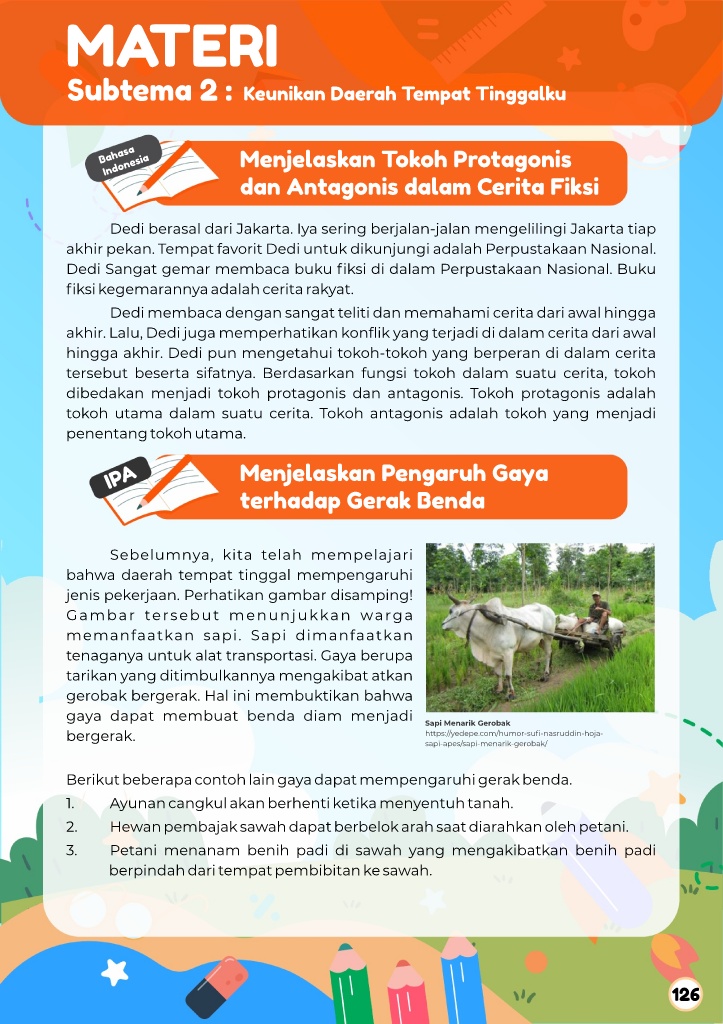 MATERI
Subtema 2 : Keunikan Daerah Tempat Tinggalku
Bahasa
Indonesia
Menjelaskan Tokoh Protagonis
dan Antagonis dalam Cerita Fiksi
Dedi berasal dari Jakarta. Iya sering berjalan-jalan mengelilingi Jakarta tiap
akhir pekan. Tempat favorit Dedi untuk dikunjungi adalah Perpustakaan Nasional.
Dedi Sangat gemar membaca buku fiksi di dalam Perpustakaan Nasional. Buku
fiksi kegemarannya adalah cerita rakyat.
Dedi membaca dengan sangat teliti dan memahami cerita dari awal hingga
akhir. Lalu, Dedi juga memperhatikan konflik yang terjadi di dalam cerita dari awal
hingga akhir. Dedi pun mengetahui tokoh-tokoh yang berperan di dalam cerita
tersebut beserta sifatnya. Berdasarkan fungsi tokoh dalam suatu cerita, tokoh
dibedakan menjadi tokoh protagonis dan antagonis. Tokoh protagonis adalah
tokoh utama dalam suatu cerita. Tokoh antagonis adalah tokoh yang menjadi
penentang tokoh utama.
IPA
Menjelaskan Pengaruh Gaya
terhadap Gerak Benda
Sebelumnya, kita telah mempelajari
bahwa daerah tempat tinggal mempengaruhi
jenis pekerjaan. Perhatikan gambar disamping!
Gambar tersebut menunjukkan warga
memanfaatkan sapi. Sapi dimanfaatkan
tenaganya untuk alat transportasi. Gaya berupa
tarikan yang ditimbulkannya mengakibat atkan
gerobak bergerak. Hal ini membuktikan bahwa
gaya dapat membuat benda diam menjadi
bergerak.
Sapi Menarik Gerobak
https://yedepe.com/humor-sufi-nasruddin-hoja-
sapi-apes/sapi-menarik-gerobak/
Berikut beberapa contoh lain gaya dapat mempengaruhi gerak benda.
1. Ayunan cangkul akan berhenti ketika menyentuh tanah.
2. Hewan pembajak sawah dapat berbelok arah saat diarahkan oleh petani.
3. Petani menanam benih padi di sawah yang mengakibatkan benih padi
berpindah dari tempat pembibitan ke sawah.
126